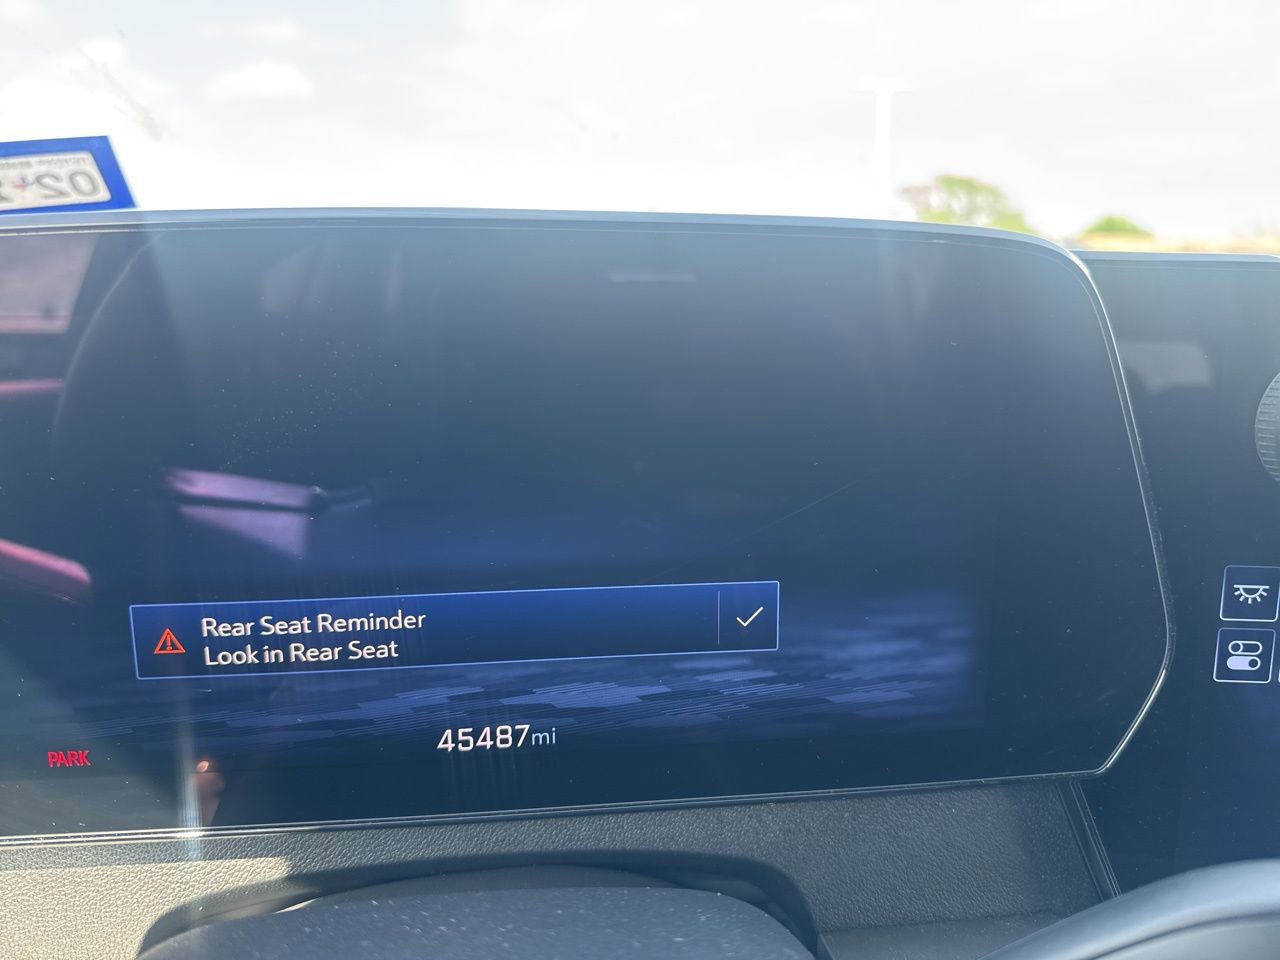 Rear Seat Reminder
Look in Rear Seat
45487mi
PARK